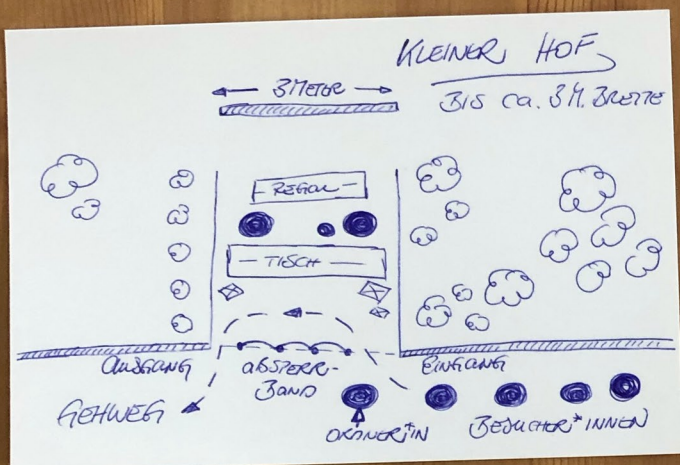 KLEINER HOF
BIS ca. 3 M. BREITE
3 METER
REGAL
TISCH
AUSGANG
ABSPERR-
BAND
EINGANG
GEHWEG
ORDNER*IN
BESUCHER*INNEN